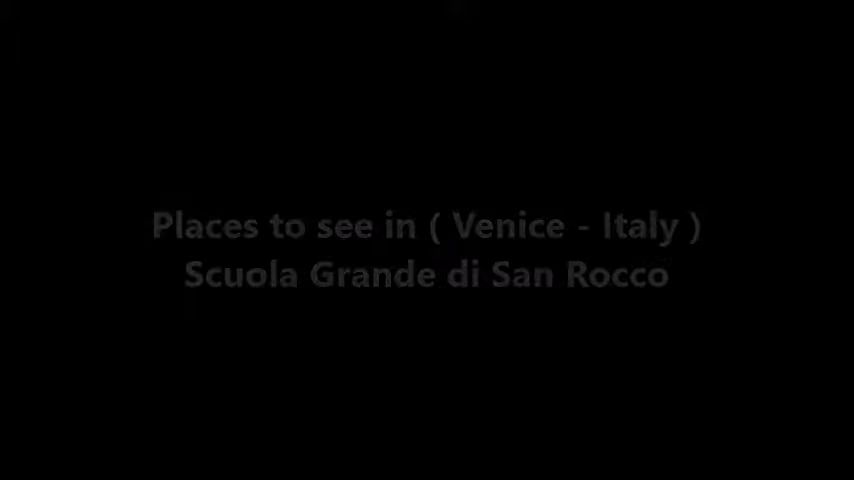 Places to see in ( Venice - Italy )
Scuola Grande di San Rocco